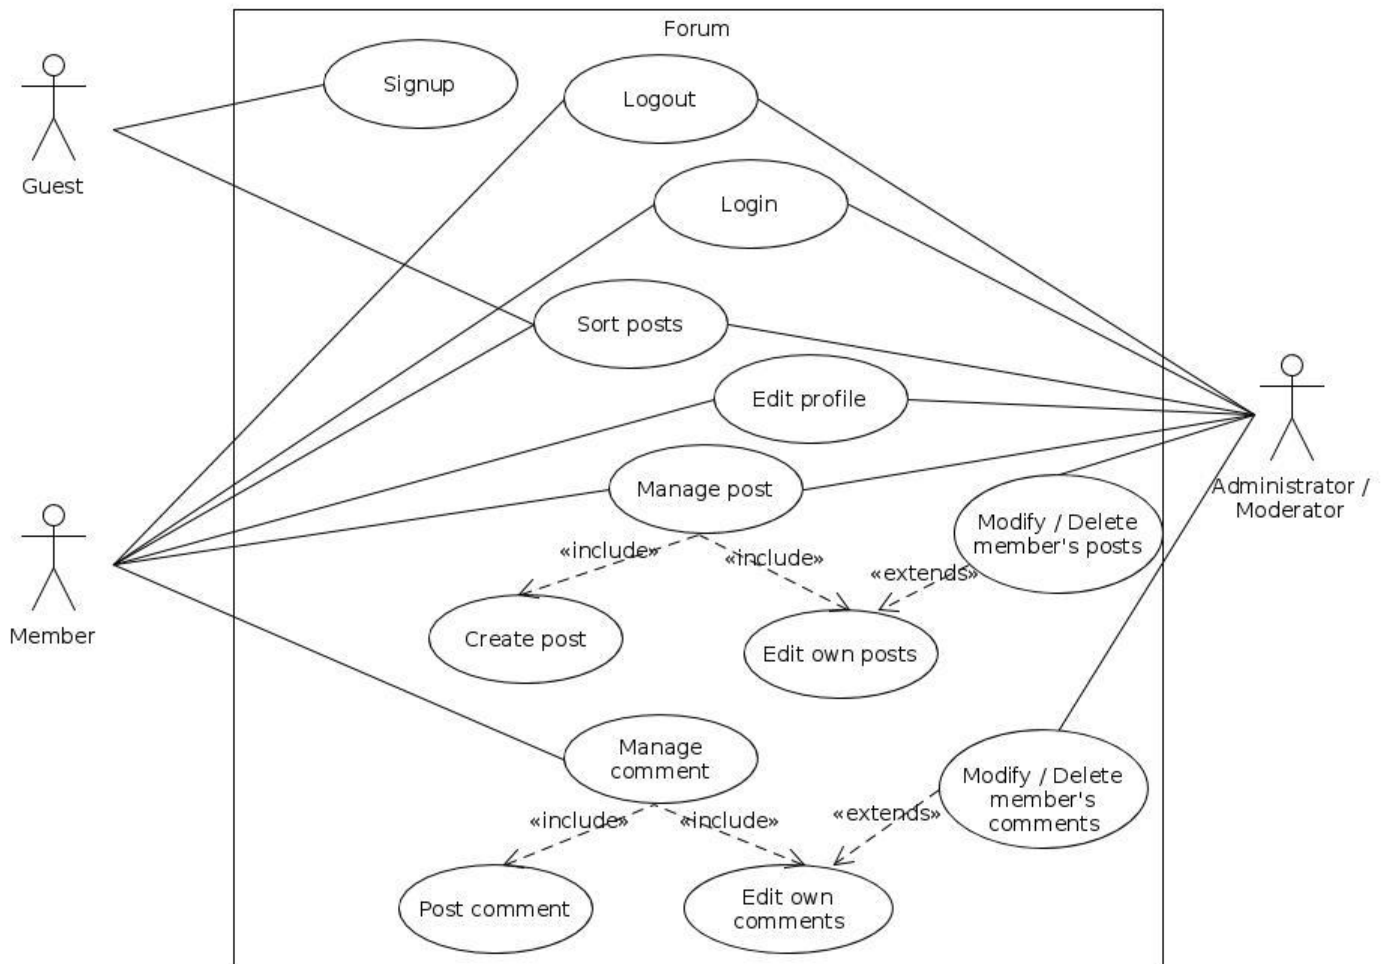 Forum
Signup
Logout
Guest
Login
Sort posts
Edit profile
Manage post
Administrator /
Moderator
Modify / Delete
member's posts
«include»
«include»
«extends»
Member
Create post
Edit own posts
Manage
comment
Modify / Delete
member's
comments
«include»
«include»
«extends»
Post comment
Edit own
comments